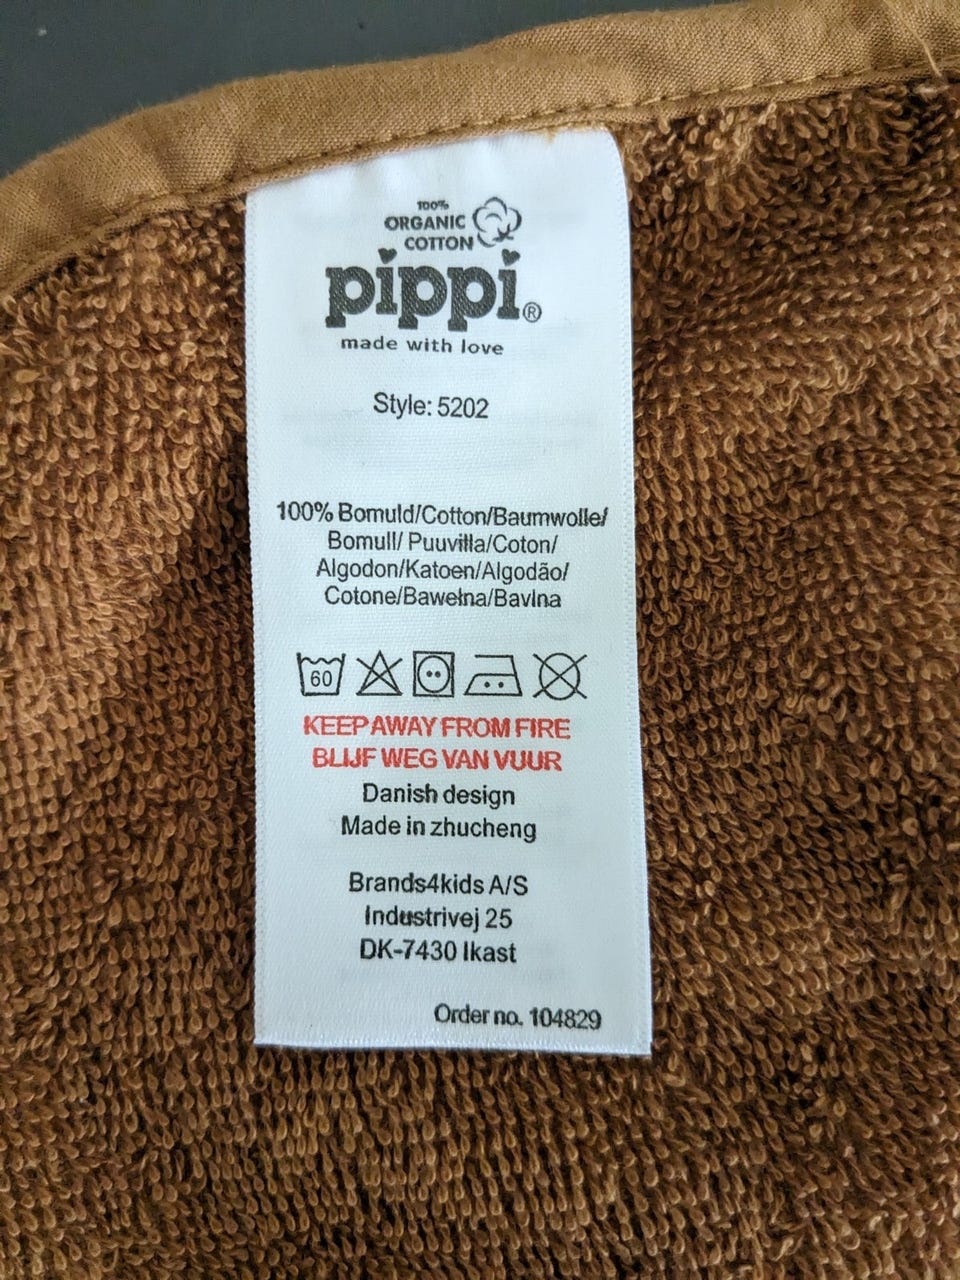 100%
ORGANIC
COTTON
pippi®
made with love
Style: 5202
100% Bomuld/Cotton/Baumwolle/
Bomull/ Puuvilla/Coton/
Algodon/Katoen/Algodão/
Cotone/Bawełna/Bavlna
60
KEEP AWAY FROM FIRE
BLIJF WEG VAN VUUR
Danish design
Made in zhucheng
Brands4kids A/S
Industrivej 25
DK-7430 Ikast
Order no. 104829